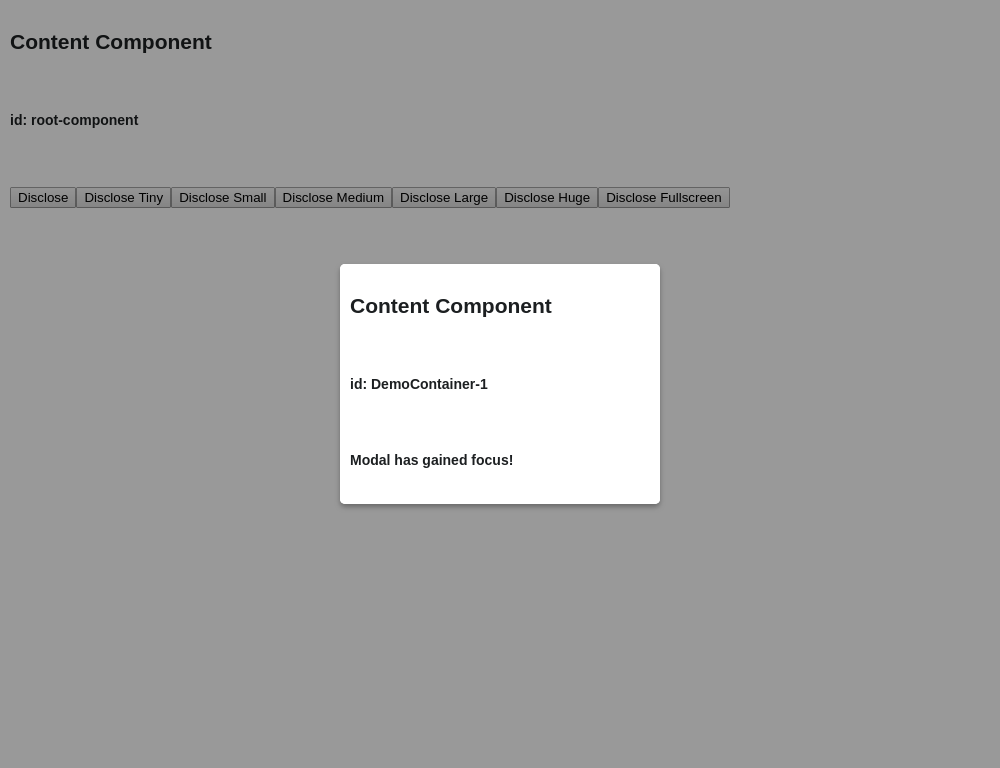 Content Component
id: root-component
Disclose Disclose Tiny Disclose Small Disclose Medium Disclose Large Disclose Huge Disclose Fullscreen
Content Component
id: DemoContainer-1
Modal has gained focus!